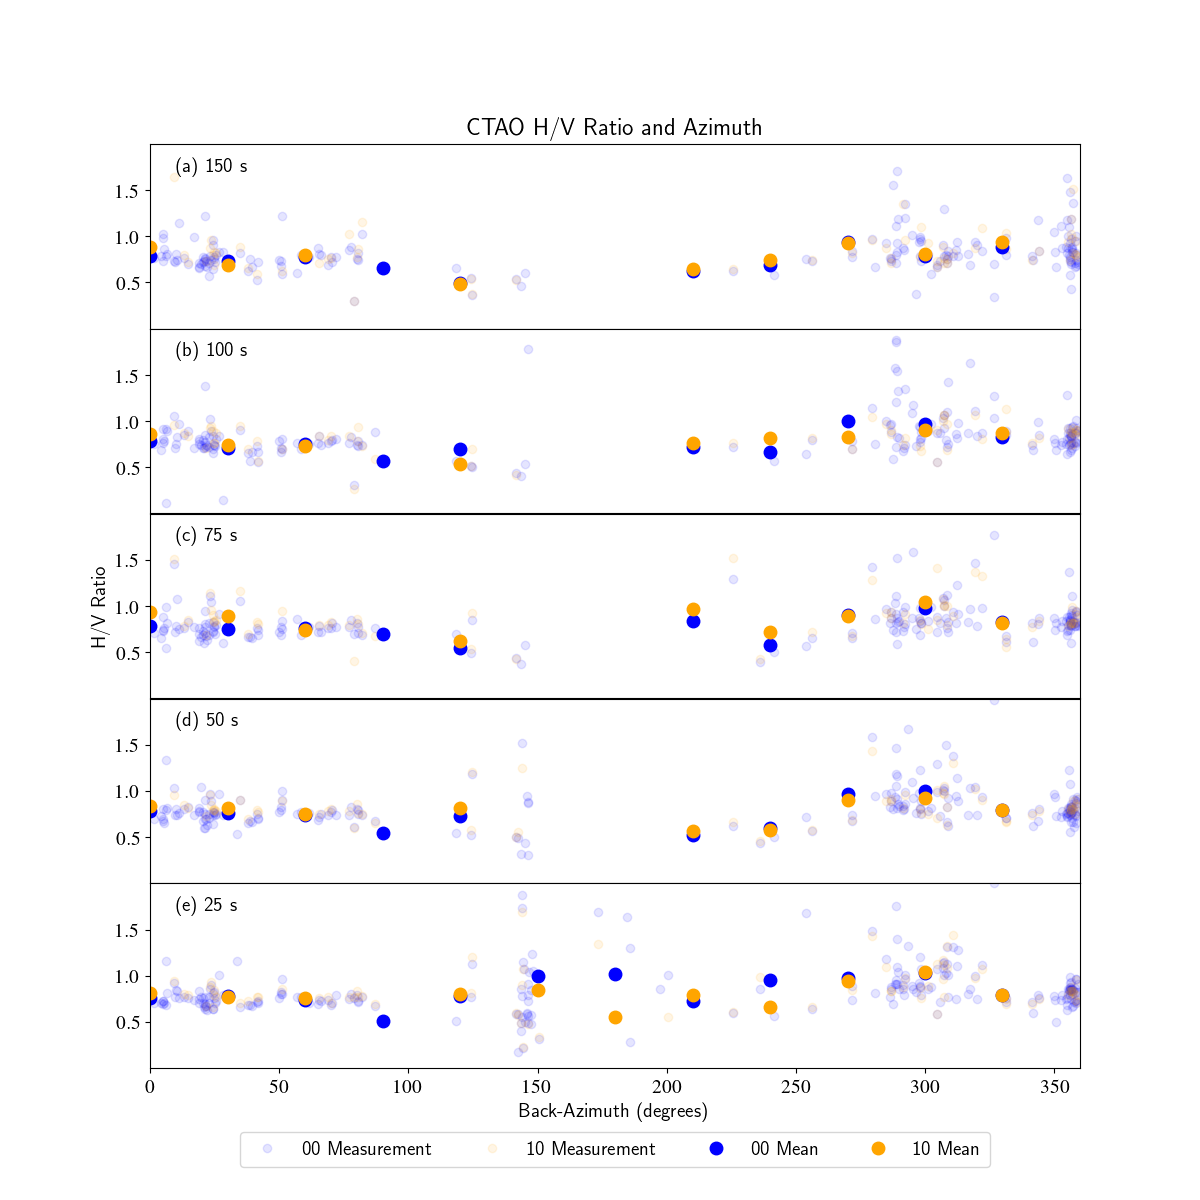 CTAO H/V Ratio and Azimuth
(a) 150 s
1.5
1.0
0.5
(b) 100 s
1.5
1.0
0.5
(c) 75 s
1.5
1.0
0.5
H/V Ratio
(d) 50 s
1.5
1.0
0.5
(e) 25 s
1.5
1.0
0.5
0 50 100 150 200 250 300 350
Back-Azimuth (degrees)
00 Measurement 10 Measurement 00 Mean 10 Mean